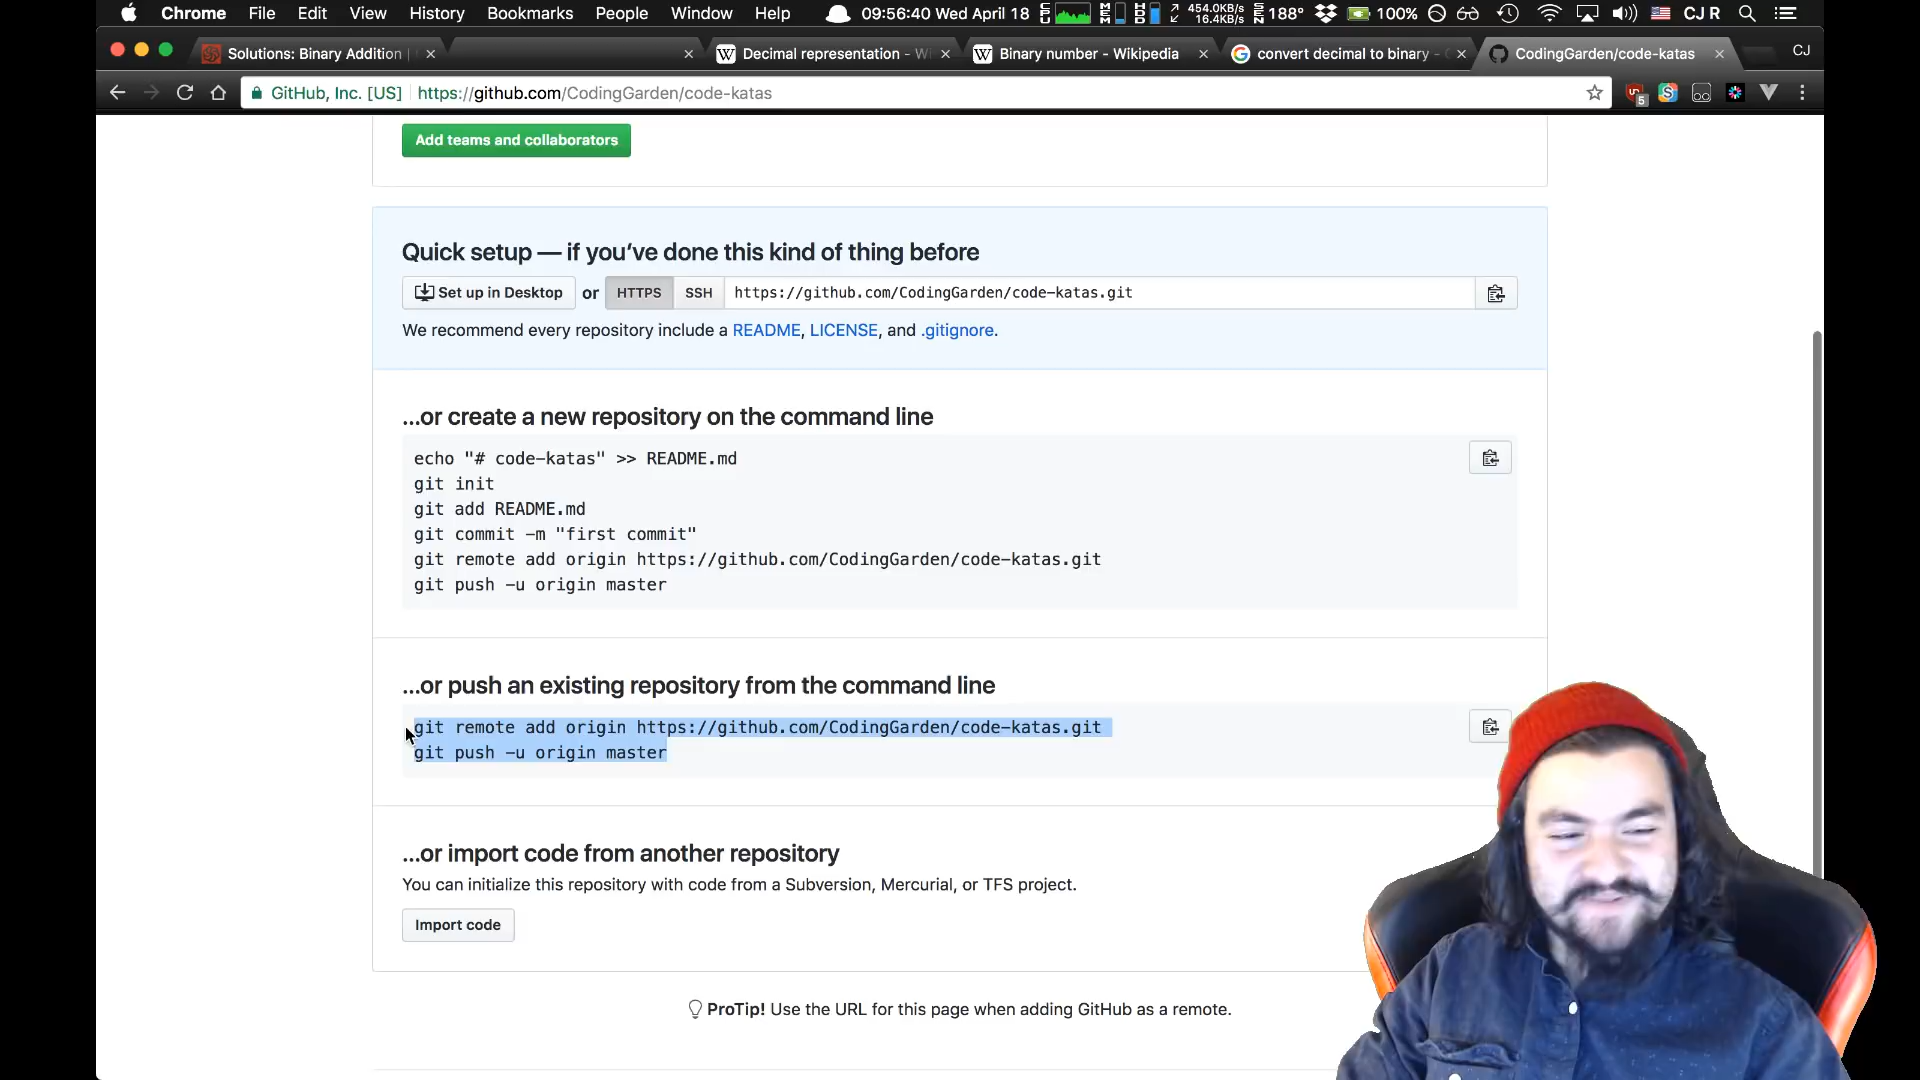 Chrome File Edit View History Bookmarks People Window Help 09:56:40 Wed April 18 454.0KB/s 16.4KB/s 188° 100% CJ R
Solutions: Binary Addition Decimal representation - W Binary number - Wikipedia convert decimal to binary - CodingGarden/code-katas CJ
GitHub, Inc. [US] https://github.com/CodingGarden/code-katas 5
Add teams and collaborators
Quick setup — if you’ve done this kind of thing before
Set up in Desktop or HTTPS SSH https://github.com/CodingGarden/code-katas.git
We recommend every repository include a README, LICENSE, and .gitignore.
...or create a new repository on the command line
echo "# code-katas" >> README.md
git init
git add README.md
git commit -m "first commit"
git remote add origin https://github.com/CodingGarden/code-katas.git
git push -u origin master
...or push an existing repository from the command line
git remote add origin https://github.com/CodingGarden/code-katas.git
git push -u origin master
...or import code from another repository
You can initialize this repository with code from a Subversion, Mercurial, or TFS project.
Import code
ProTip! Use the URL for this page when adding GitHub as a remote.